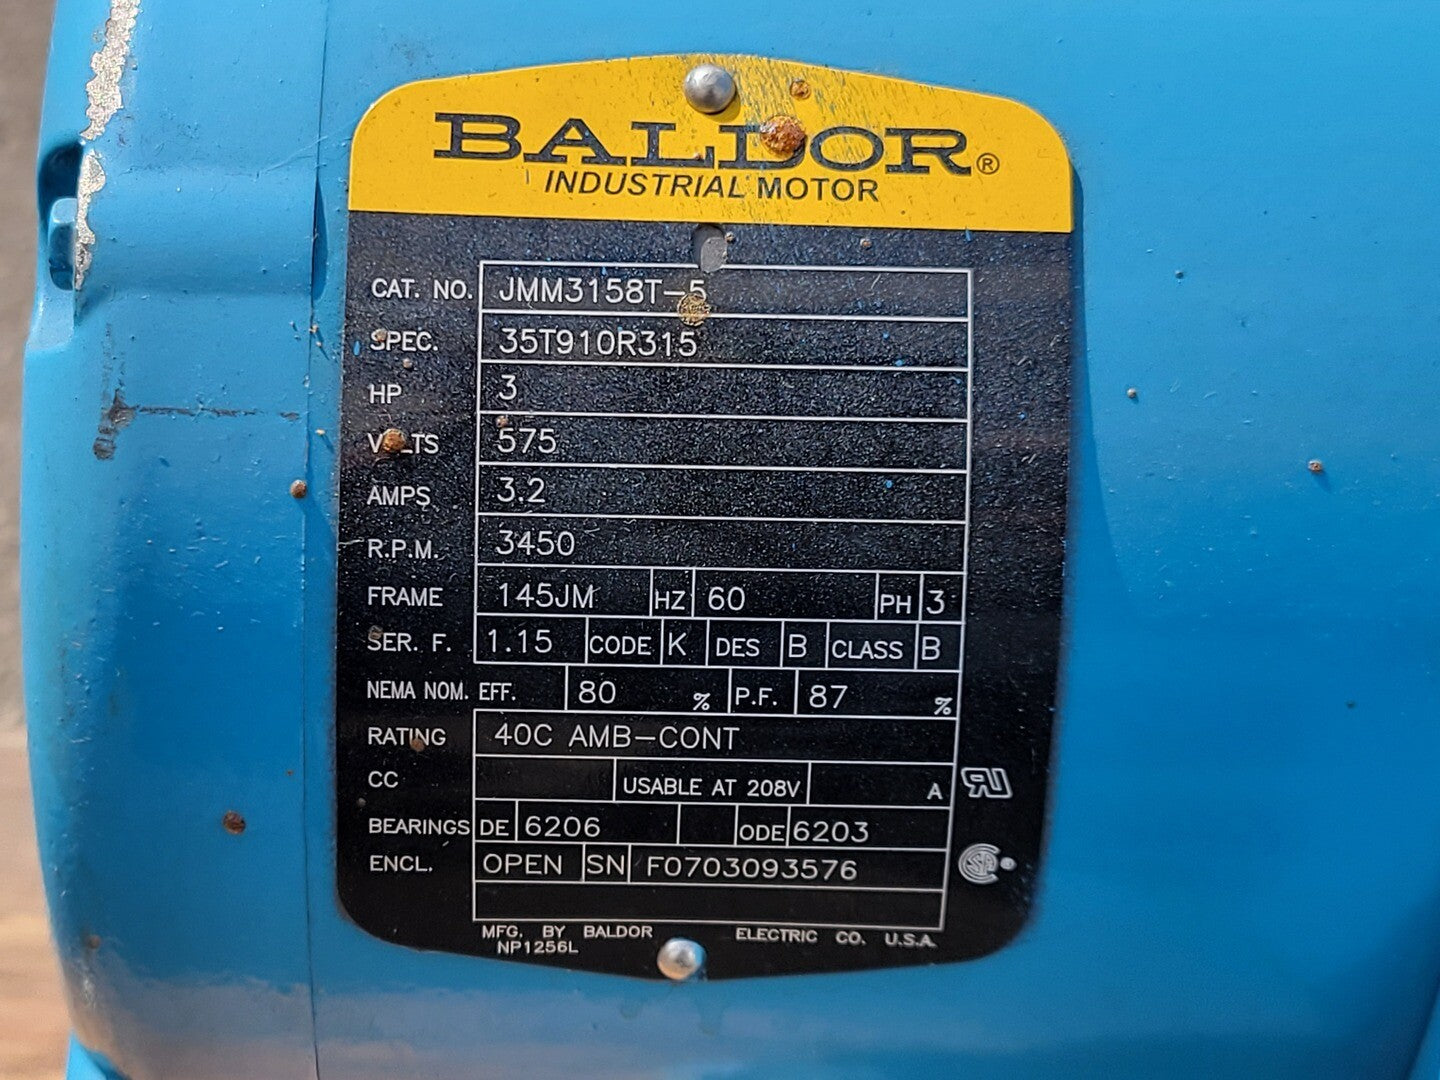 BALDOR®
INDUSTRIAL MOTOR
CAT. NO. JMM3158T-5
SPEC. 35T910R315
HP 3
VOLTS 575
AMPS 3.2
R.P.M. 3450
FRAME 145JM HZ 60 PH 3
SER. F. 1.15 CODE K DES B CLASS B
NEMA NOM. EFF. 80 % P.F. 87 %
RATING 40C AMB-CONT
CC USABLE AT 208V A
BEARINGS DE 6206 ODE 6203
ENCL. OPEN SN F0703093576
MFG. BY BALDOR ELECTRIC CO. U.S.A.
NP1256L